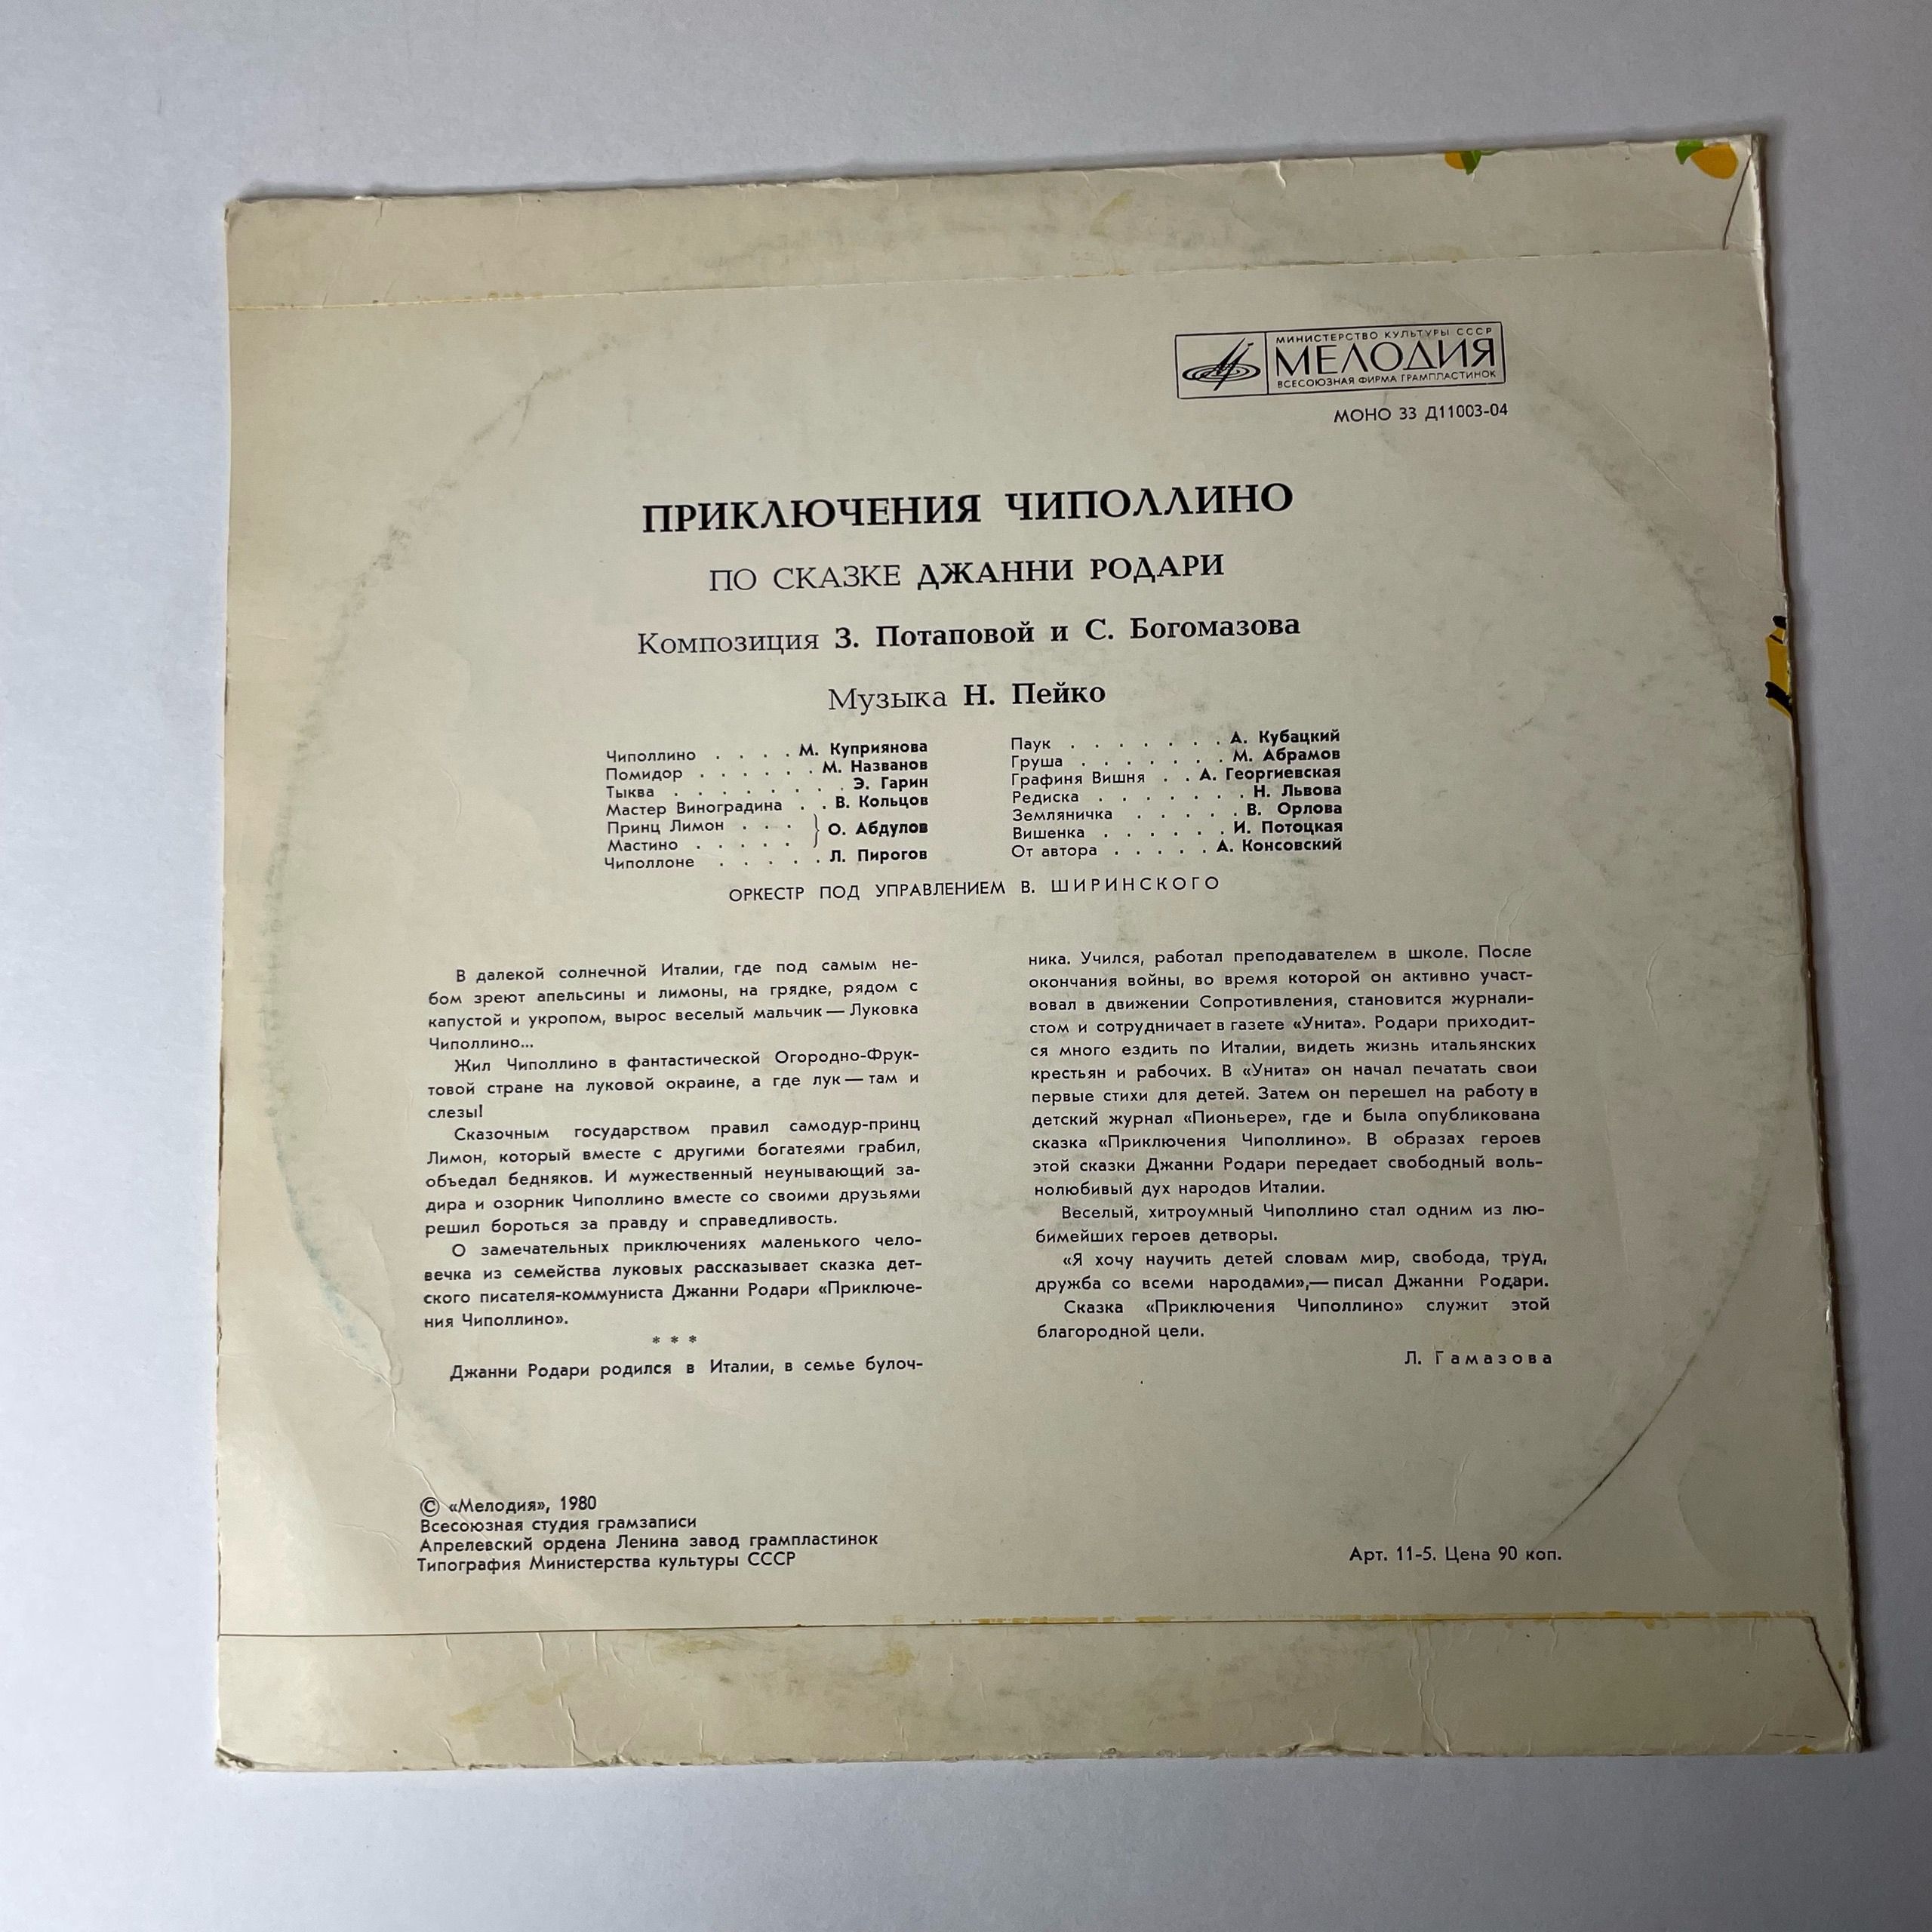 МИНИСТЕРСТВО КУЛЬТУРЫ СССР
МЕЛОДИЯ
ВСЕСОЮЗНАЯ ФИРМА ГРАМПЛАСТИНОК
МОНО 33 Д11003-04
ПРИКЛЮЧЕНИЯ ЧИПОЛЛИНО
ПО СКАЗКЕ ДЖАННИ РОДАРИ
Композиция З. Потаповой и С. Богомазова
Музыка Н. Пейко
Чиполлино . . . . М. Куприянова
Помидор . . . . . . М. Названов
Тыква . . . . . . . . Э. Гарин
Мастер Виноградина . . В. Кольцов
Принц Лимон . . . } О. Абдулов
Мастино . . . . .
Чиполлоне . . . . . Л. Пирогов
Паук . . . . . . . А. Кубацкий
Груша . . . . . . . М. Абрамов
Графиня Вишня . . А. Георгиевская
Редиска . . . . . . . Н. Львова
Земляничка . . . . . В. Орлова
Вишенка . . . . . . И. Потоцкая
От автора . . . . . А. Консовский
ОРКЕСТР ПОД УПРАВЛЕНИЕМ В. ШИРИНСКОГО
В далекой солнечной Италии, где под самым не-
бом зреют апельсины и лимоны, на грядке, рядом с
капустой и укропом, вырос веселый мальчик — Луковка
Чиполлино...
Жил Чиполлино в фантастической Огородно-Фрук-
товой стране на луковой окраине, а где лук — там и
слезы!
Сказочным государством правил самодур-принц
Лимон, который вместе с другими богатеями грабил,
объедал бедняков. И мужественный неунывающий за-
дира и озорник Чиполлино вместе со своими друзьями
решил бороться за правду и справедливость.
О замечательных приключениях маленького чело-
вечка из семейства луковых рассказывает сказка дет-
ского писателя-коммуниста Джанни Родари «Приключе-
ния Чиполлино».
* * *
Джанни Родари родился в Италии, в семье булоч-
ника. Учился, работал преподавателем в школе. После
окончания войны, во время которой он активно участ-
вовал в движении Сопротивления, становится журнали-
стом и сотрудничает в газете «Унита». Родари приходит-
ся много ездить по Италии, видеть жизнь итальянских
крестьян и рабочих. В «Унита» он начал печатать свои
первые стихи для детей. Затем он перешел на работу в
детский журнал «Пионьере», где и была опубликована
сказка «Приключения Чиполлино». В образах героев
этой сказки Джанни Родари передает свободный воль-
нолюбивый дух народов Италии.
Веселый, хитроумный Чиполлино стал одним из лю-
бимейших героев детворы.
«Я хочу научить детей словам мир, свобода, труд,
дружба со всеми народами»,— писал Джанни Родари.
Сказка «Приключения Чиполлино» служит этой
благородной цели.
Л. Гамазова
© «Мелодия», 1980
Всесоюзная студия грамзаписи
Апрелевский ордена Ленина завод грампластинок
Типография Министерства культуры СССР
Арт. 11-5. Цена 90 коп.